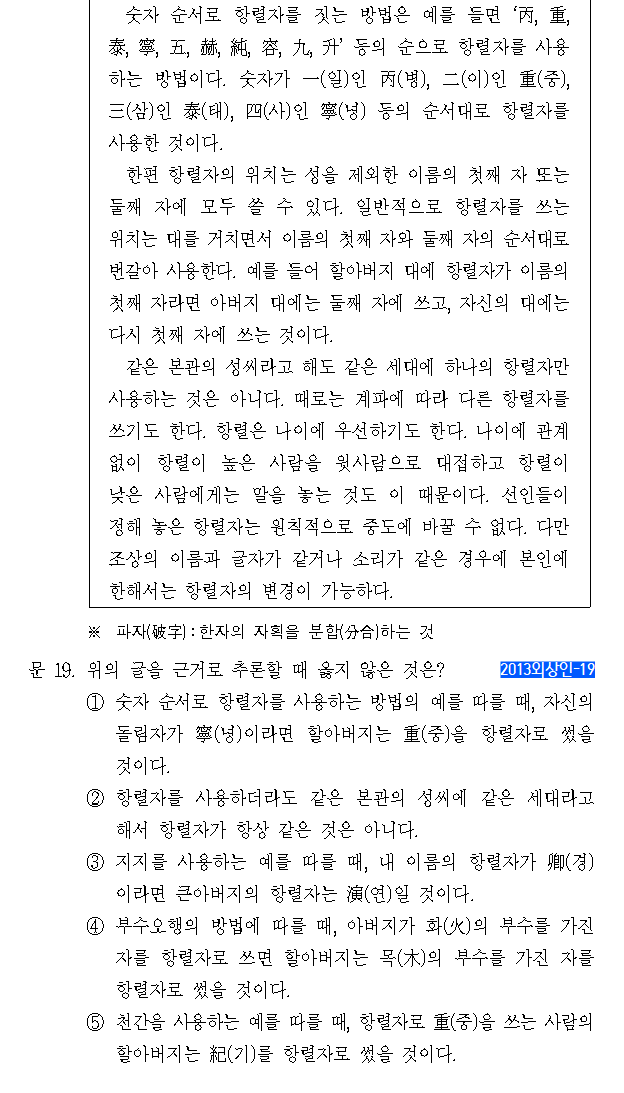 숫자 순서로 항렬자를 짓는 방법은 예를 들면 ‘丙, 重,
泰, 寧, 五, 赫, 純, 容, 九, 升’ 등의 순으로 항렬자를 사용
하는 방법이다. 숫자가 一(일)인 丙(병), 二(이)인 重(중),
三(삼)인 泰(태), 四(사)인 寧(녕) 등의 순서대로 항렬자를
사용한 것이다.
한편 항렬자의 위치는 성을 제외한 이름의 첫째 자 또는
둘째 자에 모두 쓸 수 있다. 일반적으로 항렬자를 쓰는
위치는 대를 거치면서 이름의 첫째 자와 둘째 자의 순서대로
번갈아 사용한다. 예를 들어 할아버지 대에 항렬자가 이름의
첫째 자라면 아버지 대에는 둘째 자에 쓰고, 자신의 대에는
다시 첫째 자에 쓰는 것이다.
같은 본관의 성씨라고 해도 같은 세대에 하나의 항렬자만
사용하는 것은 아니다. 때로는 계파에 따라 다른 항렬자를
쓰기도 한다. 항렬은 나이에 우선하기도 한다. 나이에 관계
없이 항렬이 높은 사람을 윗사람으로 대접하고 항렬이
낮은 사람에게는 말을 놓는 것도 이 때문이다. 선인들이
정해 놓은 항렬자는 원칙적으로 중도에 바꿀 수 없다. 다만
조상의 이름과 글자가 같거나 소리가 같은 경우에 본인에
한해서는 항렬자의 변경이 가능하다.
※ 파자(破字) : 한자의 자획을 분합(分合)하는 것
문 19. 위의 글을 근거로 추론할 때 옳지 않은 것은? 2013외상인-19
① 숫자 순서로 항렬자를 사용하는 방법의 예를 따를 때, 자신의
돌림자가 寧(녕)이라면 할아버지는 重(중)을 항렬자로 썼을
것이다.
② 항렬자를 사용하더라도 같은 본관의 성씨에 같은 세대라고
해서 항렬자가 항상 같은 것은 아니다.
③ 지지를 사용하는 예를 따를 때, 내 이름의 항렬자가 卿(경)
이라면 큰아버지의 항렬자는 演(연)일 것이다.
④ 부수오행의 방법에 따를 때, 아버지가 화(火)의 부수를 가진
자를 항렬자로 쓰면 할아버지는 목(木)의 부수를 가진 자를
항렬자로 썼을 것이다.
⑤ 천간을 사용하는 예를 따를 때, 항렬자로 重(중)을 쓰는 사람의
할아버지는 紀(기)를 항렬자로 썼을 것이다.